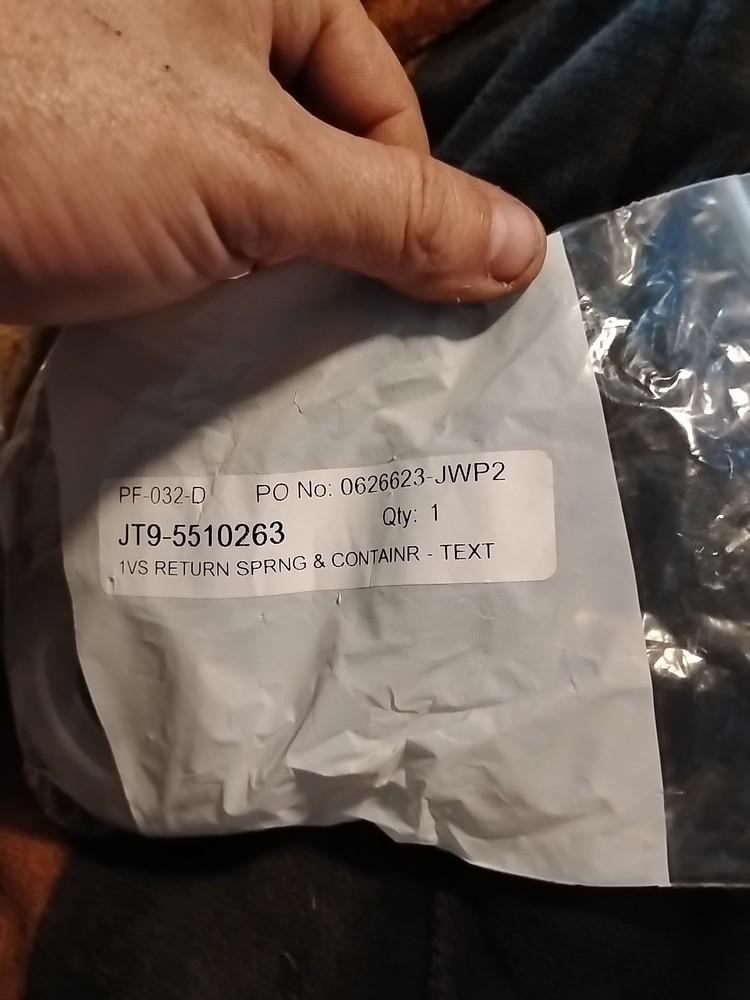 PF-032-D PO No: 0626623-JWP2
JT9-5510263 Qty: 1
1VS RETURN SPRNG & CONTAINR - TEXT